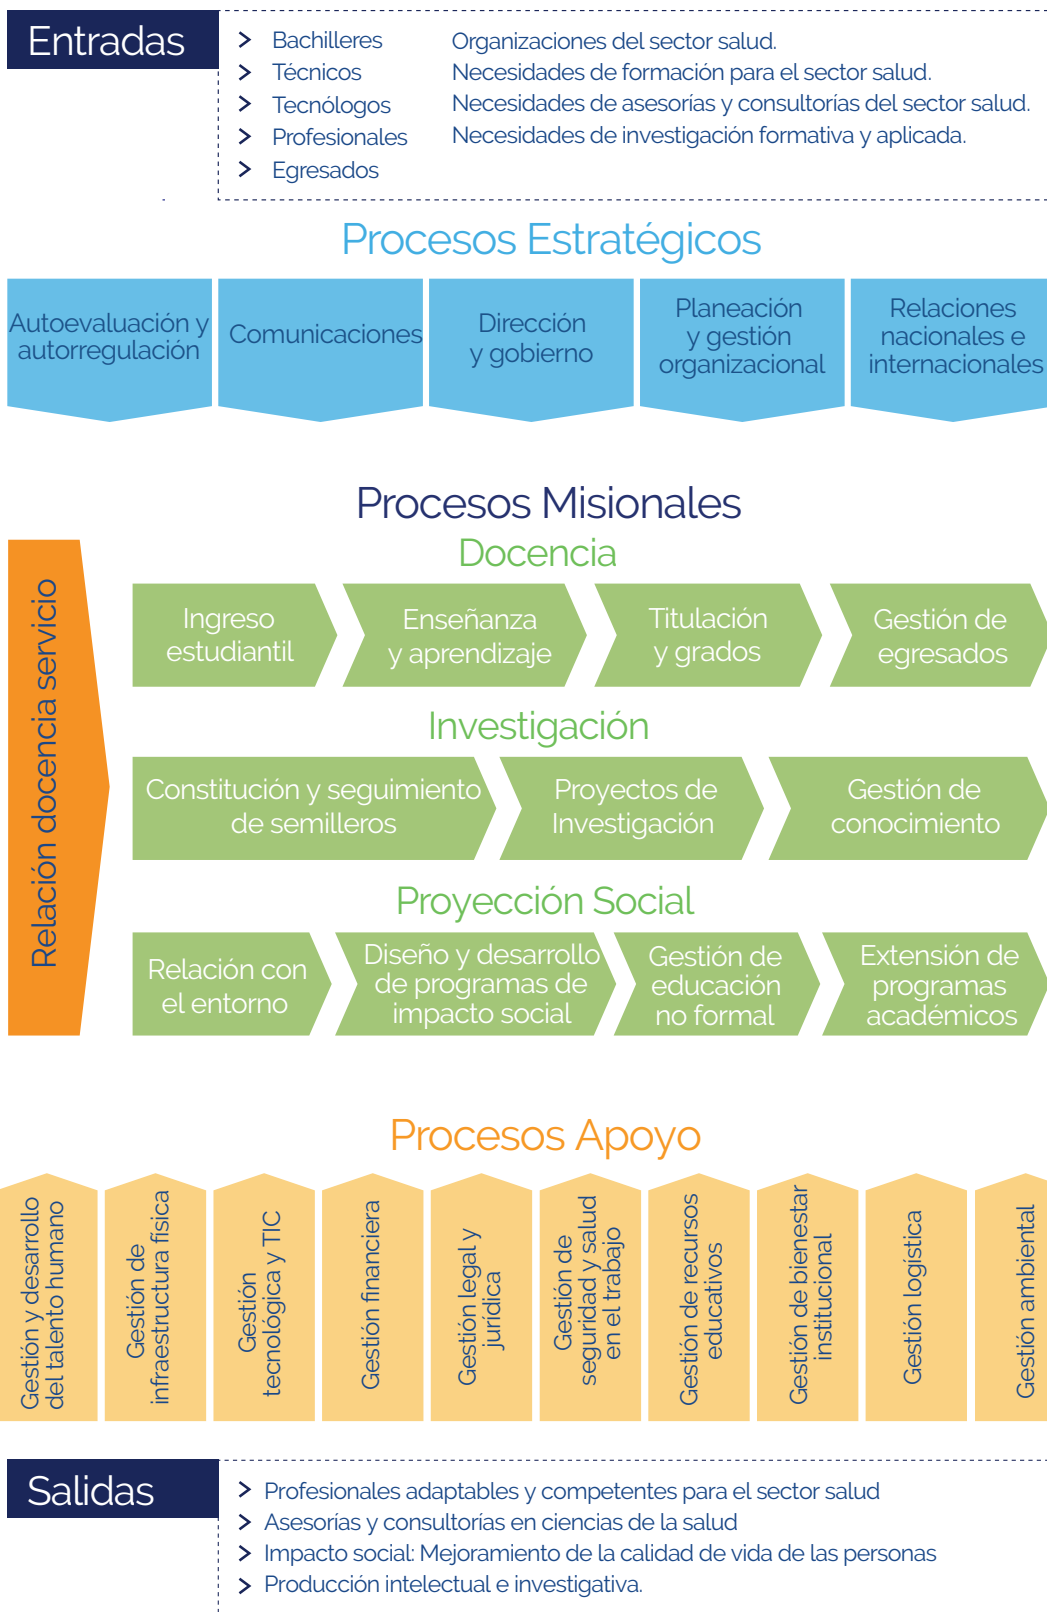 Entradas
Bachilleres
Técnicos
Tecnólogos
Profesionales
Egresados
Organizaciones del sector salud.
Necesidades de formación para el sector salud.
Necesidades de asesorías y consultorías del sector salud.
Necesidades de investigación formativa y aplicada.
Procesos Estratégicos
Autoevaluación y
autorregulación
Comunicaciones
Dirección
y gobierno
Planeación
y gestión
organizacional
Relaciones
nacionales e
internacionales
Procesos Misionales
Relación docencia servicio
Docencia
Ingreso
estudiantil
Enseñanza
y aprendizaje
Titulación
y grados
Gestión de
egresados
Investigación
Constitución y seguimiento
de semilleros
Proyectos de
Investigación
Gestión de
conocimiento
Proyección Social
Relación con
el entorno
Diseño y desarrollo
de programas de
impacto social
Gestión de
educación
no formal
Extensión de
programas
académicos
Procesos Apoyo
Gestión y desarrollo
del talento humano
Gestión de
infraestructura física
Gestión
tecnológica y TIC
Gestión financiera
Gestión legal y
jurídica
Gestión de
seguridad y salud
en el trabajo
Gestión de recursos
educativos
Gestión de bienestar
institucional
Gestión logística
Gestión ambiental
Salidas
Profesionales adaptables y competentes para el sector salud
Asesorías y consultorías en ciencias de la salud
Impacto social: Mejoramiento de la calidad de vida de las personas
Producción intelectual e investigativa.